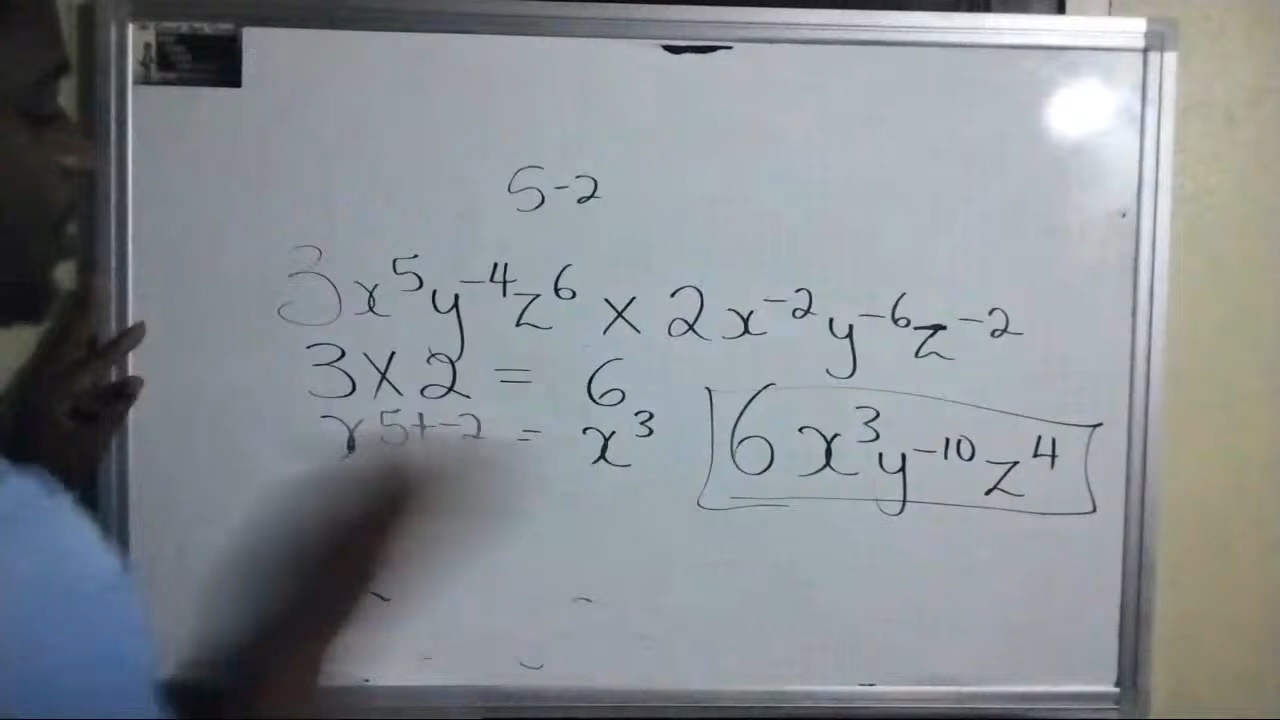 5-2
3x⁵y⁻⁴z⁶ × 2x⁻²y⁻⁶z⁻²
3 × 2 = 6
x⁵⁺⁻² = x³
6x³y⁻¹⁰z⁴